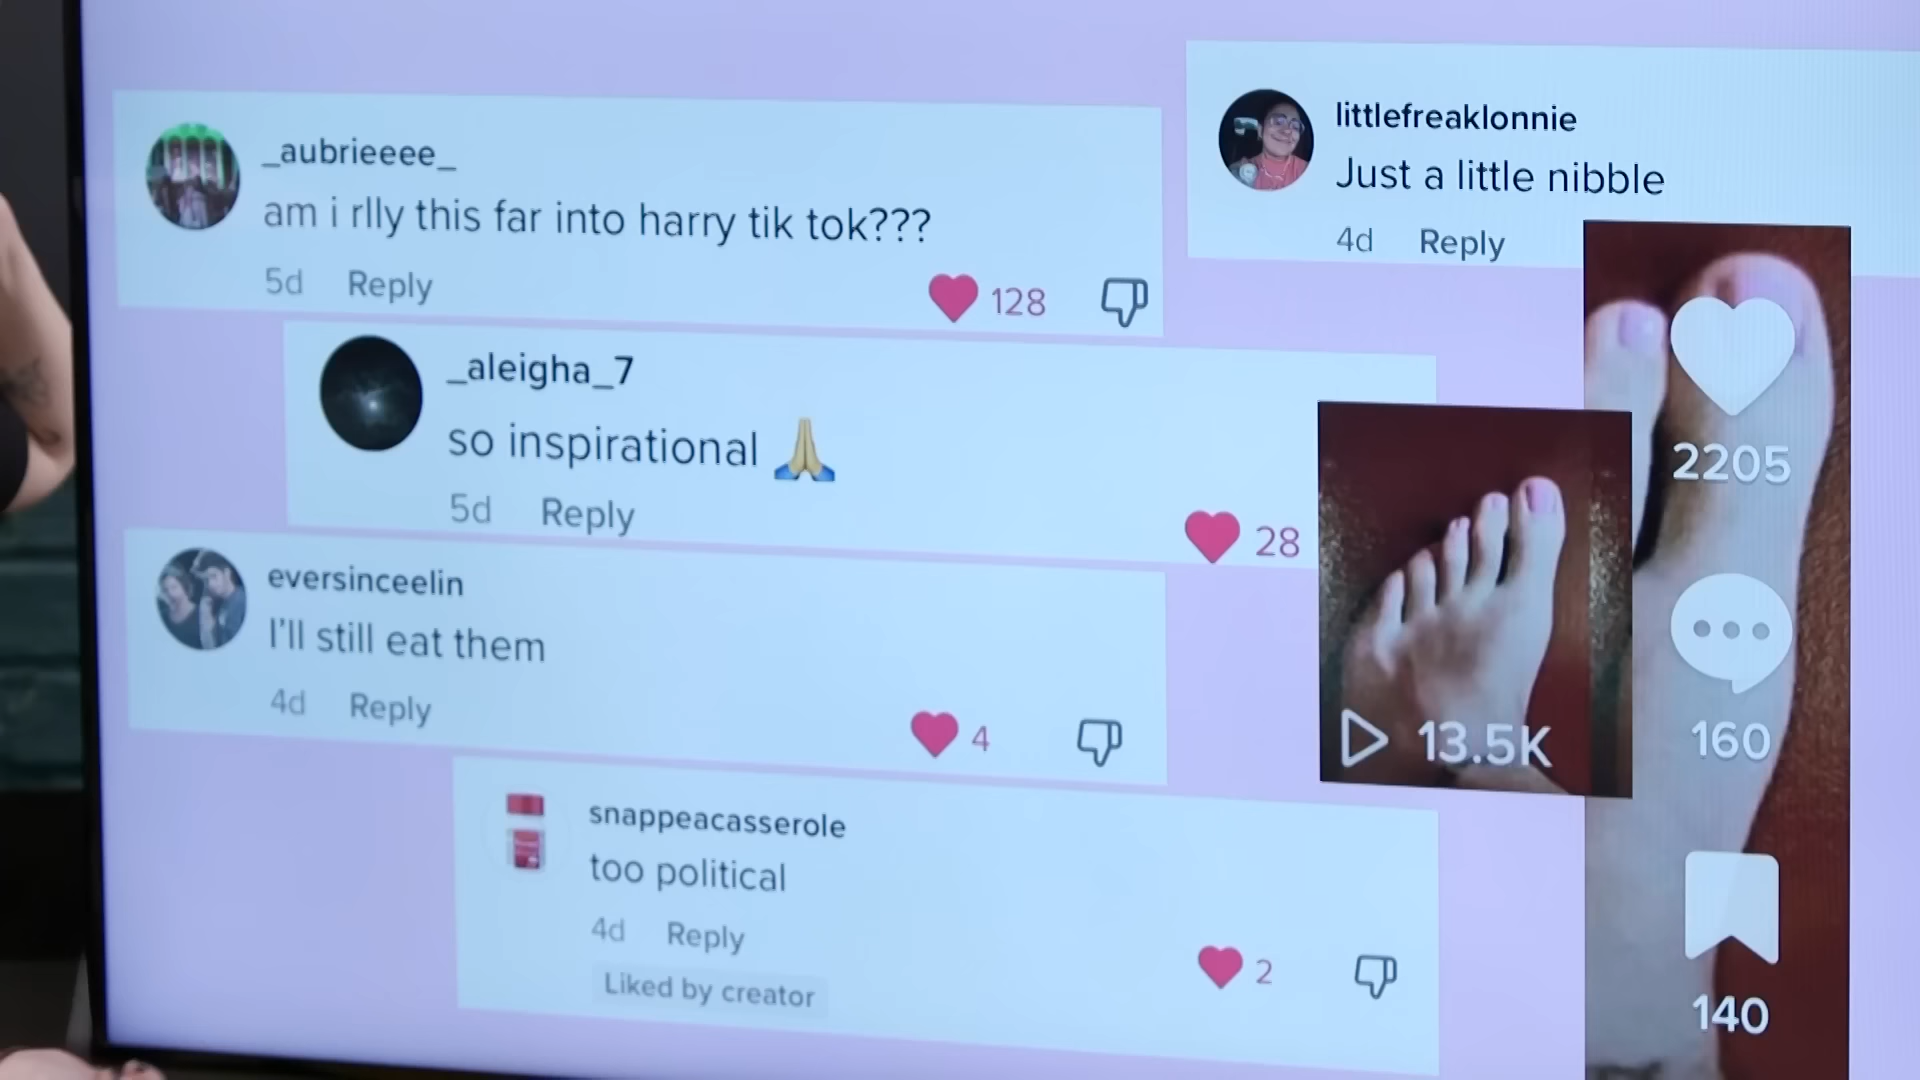 _aubrieeee_
am i rlly this far into harry tik tok???
5d Reply
128
littlefreaklonnie
Just a little nibble
4d Reply
_aleigha_7
so inspirational 🙏
5d Reply
28
eversinceelin
I'll still eat them
4d Reply
4
snappeacasserole
too political
4d Reply
Liked by creator
2
13.5K
2205
160
140